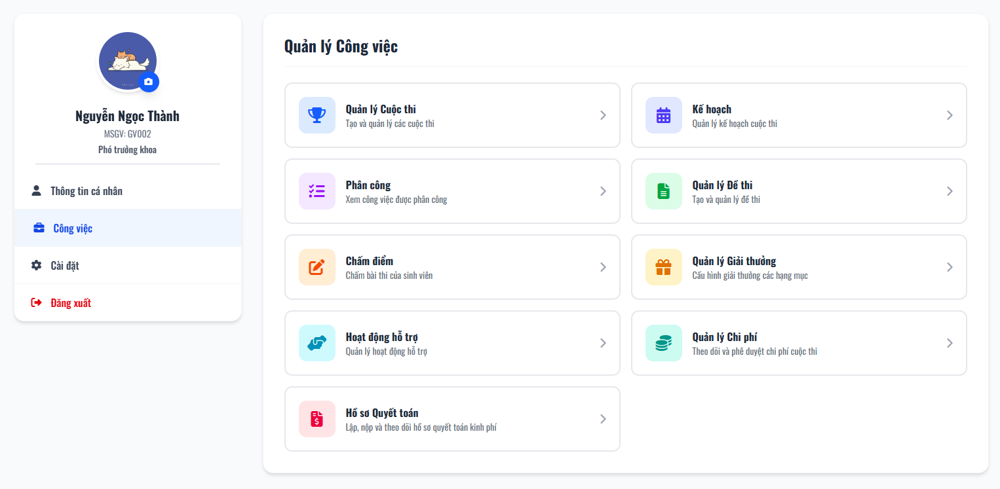 Nguyễn Ngọc Thành
MSGV: GV002
Phó trưởng khoa
Thông tin cá nhân
Công việc
Cài đặt
Đăng xuất
Quản lý Công việc
Quản lý Cuộc thi
Tạo và quản lý các cuộc thi
Kế hoạch
Quản lý kế hoạch cuộc thi
Phân công
Xem công việc được phân công
Quản lý Đề thi
Tạo và quản lý đề thi
Chấm điểm
Chấm bài thi của sinh viên
Quản lý Giải thưởng
Cấu hình giải thưởng các hạng mục
Hoạt động hỗ trợ
Quản lý hoạt động hỗ trợ
Quản lý Chi phí
Theo dõi và phê duyệt chi phí cuộc thi
Hồ sơ Quyết toán
Lập, nộp và theo dõi hồ sơ quyết toán kinh phí